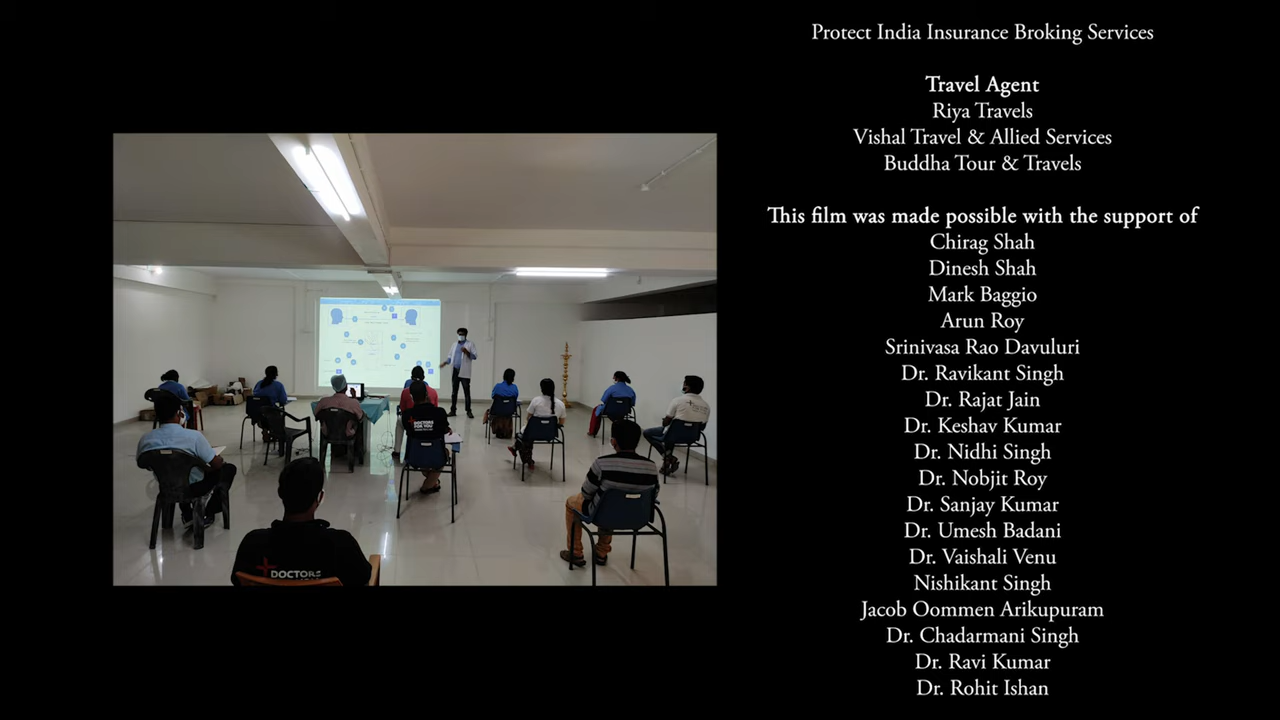 Protect India Insurance Broking Services
Travel Agent
Riya Travels
Vishal Travel & Allied Services
Buddha Tour & Travels
This film was made possible with the support of
Chirag Shah
Dinesh Shah
Mark Baggio
Arun Roy
Srinivasa Rao Davuluri
Dr. Ravikant Singh
Dr. Rajat Jain
Dr. Keshav Kumar
Dr. Nidhi Singh
Dr. Nobjit Roy
Dr. Sanjay Kumar
Dr. Umesh Badani
Dr. Vaishali Venu
Nishikant Singh
Jacob Oommen Arikupuram
Dr. Chadarmani Singh
Dr. Ravi Kumar
Dr. Rohit Ishan
DOCTORS
FOR YOU
DOCTORS